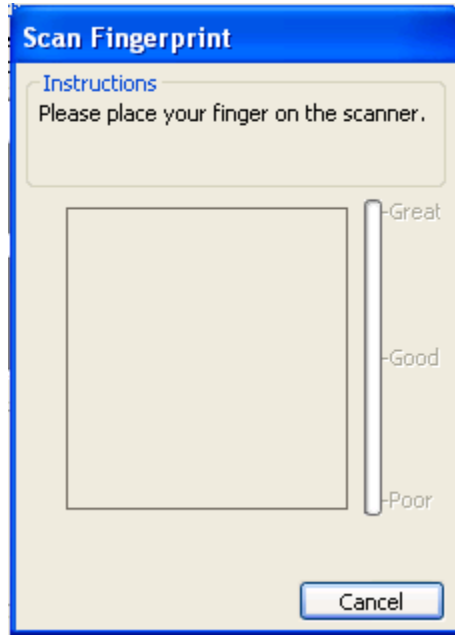 Scan Fingerprint
Instructions
Please place your finger on the scanner.
Great
Good
Poor
Cancel